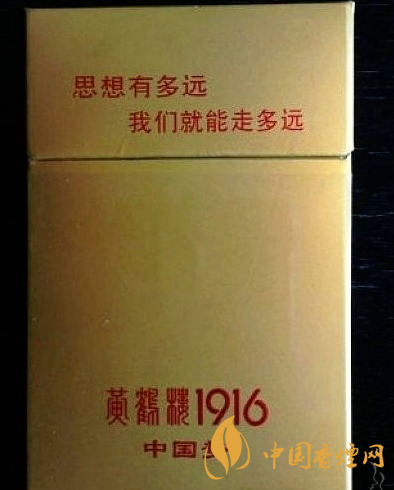 思想有多远
我们就能走多远
黃鶴樓1916
中国
中国香烟网